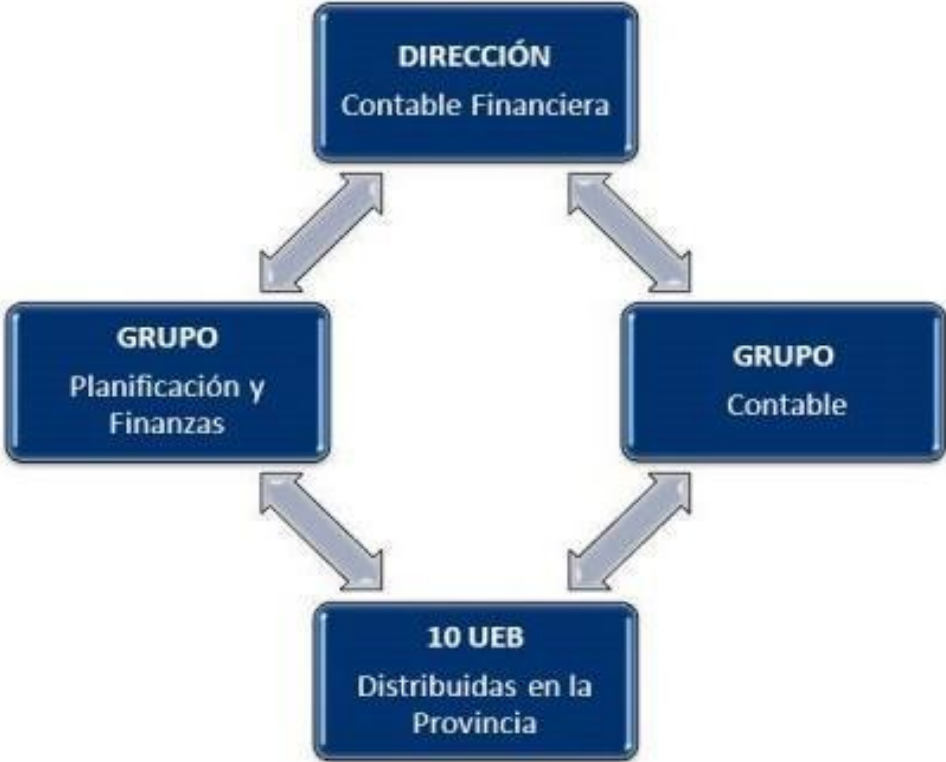 DIRECCIÓN
Contable Financiera
GRUPO
Planificación y
Finanzas
GRUPO
Contable
10 UEB
Distribuidas en la
Provincia